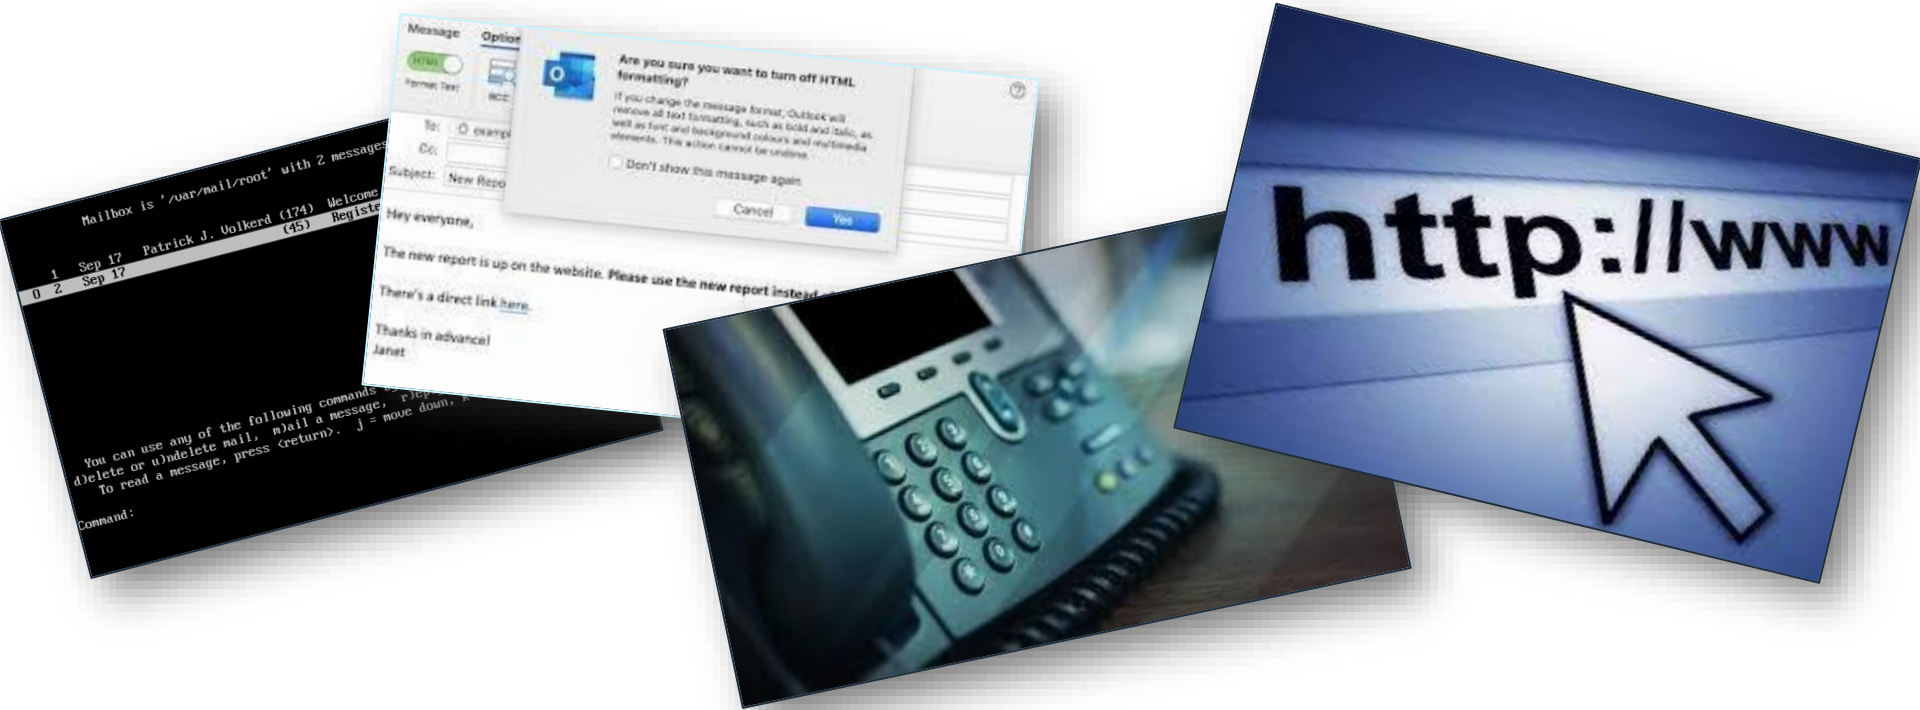 Mailbox is '/var/mail/root' with 2 messages
1 Sep 17 Patrick J. Volkerd (174) Welcome
0 2 Sep 17 (45) Registe
You can use any of the following commands
d)elete or u)ndelete mail, m)ail a message, r)ep
To read a message, press <return>. j = move down,
Command:
Message Option
HTML
Format Text BCC
To: exampl
Cc:
Subject: New Repo
Are you sure you want to turn off HTML
formatting?
If you change the message format, Outlook will
remove all text formatting, such as bold and italic, as
well as font and background colours and multimedia
elements. This action cannot be undone.
Don't show this message again
Cancel Yes
Hey everyone,
The new report is up on the website. Please use the new report instead
There's a direct link here.
Thanks in advance!
Janet
http://www